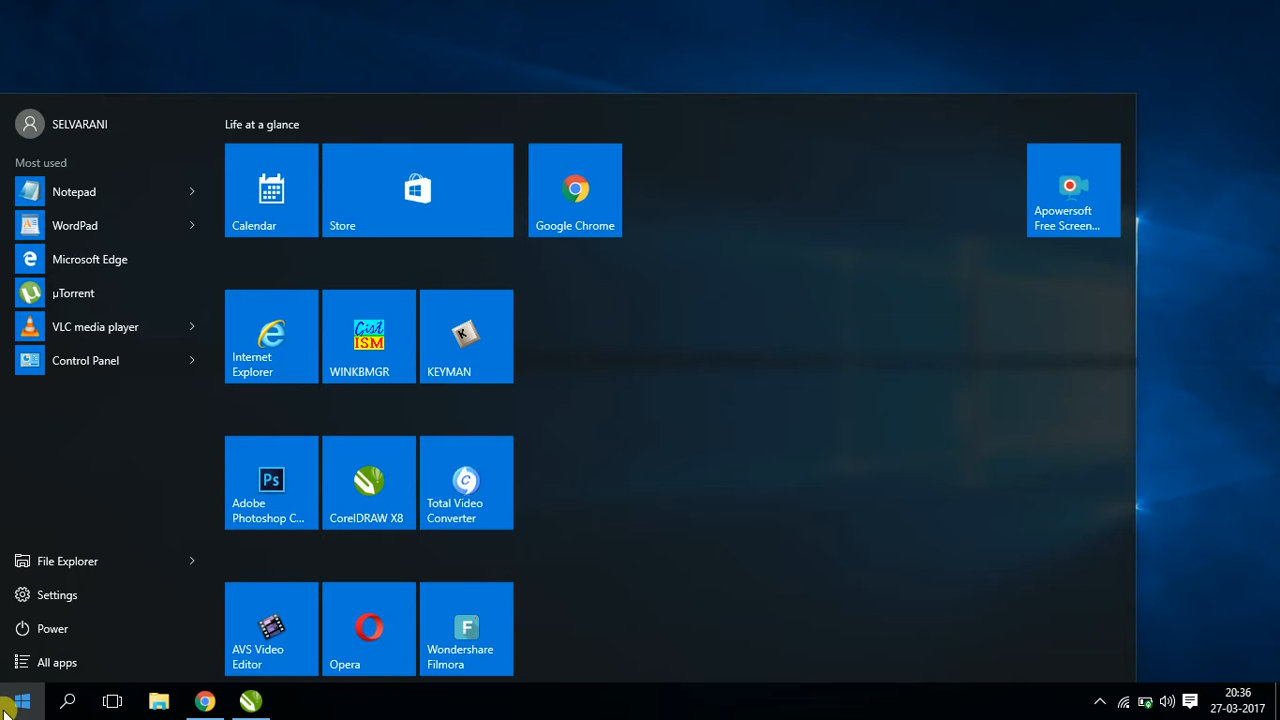 SELVARANI
Most used
Notepad
WordPad
Microsoft Edge
µTorrent
VLC media player
Control Panel
File Explorer
Settings
Power
All apps
Life at a glance
Calendar
Store
Google Chrome
Apowersoft
Free Screen...
Internet
Explorer
Gist
ISM
WINKBMGR
K
KEYMAN
Ps
Adobe
Photoshop C...
CorelDRAW X8
C
Total Video
Converter
AVS Video
Editor
Opera
F
Wondershare
Filmora
20:36
27-03-2017